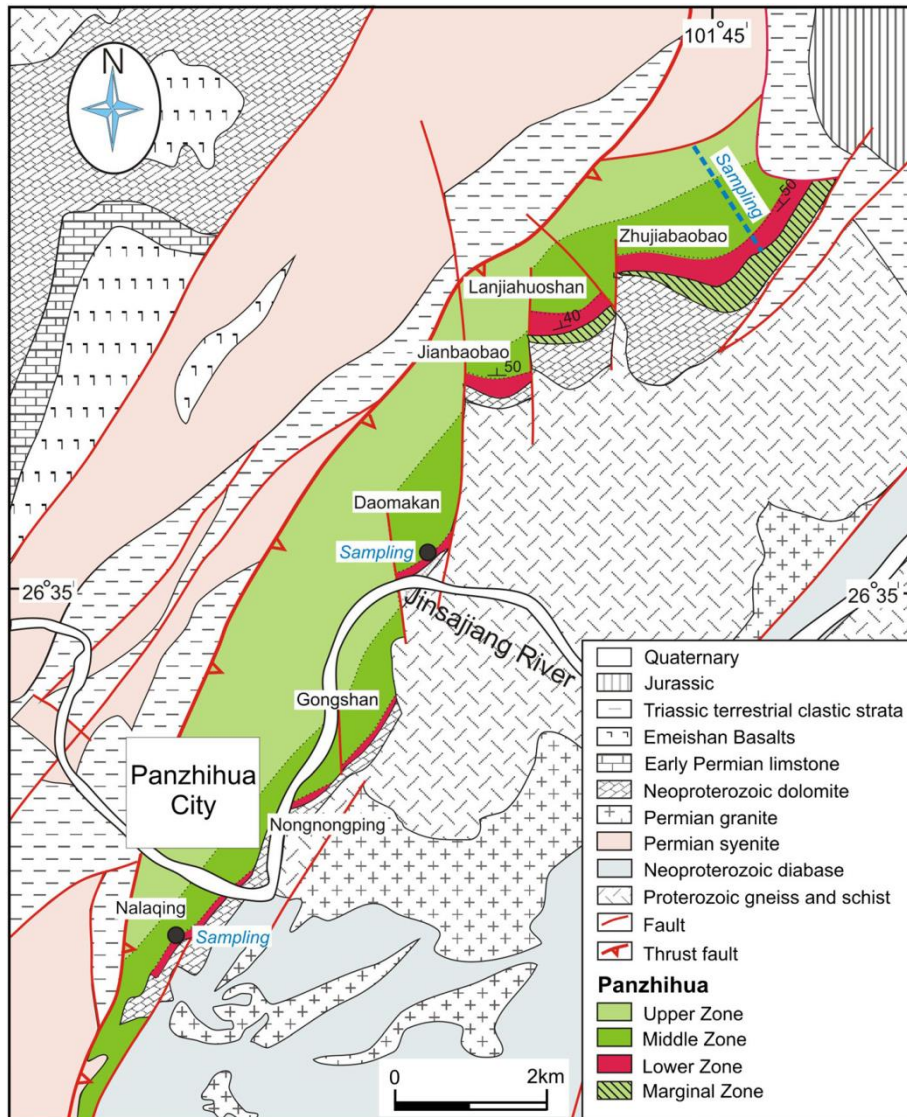 101°45'
N
Sampling
50
Zhujiabaobao
Lanjiahuoshan
40
Jianbaobao
50
Daomakan
Sampling
26°35'
26°35'
Jinsajiang River
Gongshan
Panzhihua
City
Nongnongping
Nalaqing
Sampling
0 2km
Quaternary
Jurassic
Triassic terrestrial clastic strata
Emeishan Basalts
Early Permian limstone
Neoproterozoic dolomite
Permian granite
Permian syenite
Neoproterozoic diabase
Proterozoic gneiss and schist
Fault
Thrust fault
Panzhihua
Upper Zone
Middle Zone
Lower Zone
Marginal Zone